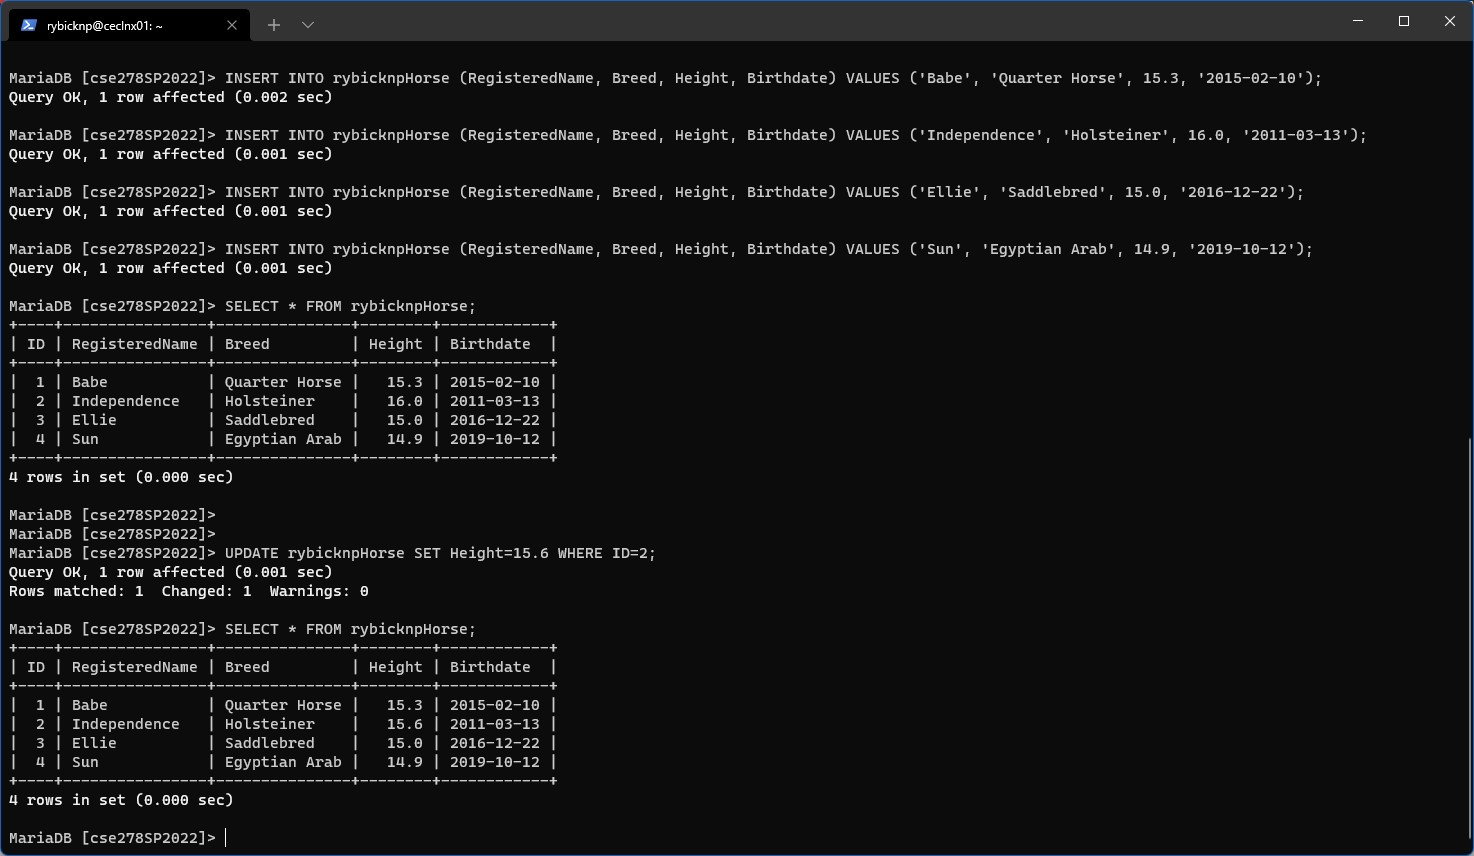 rybicknp@ceclnx01: ~
MariaDB [cse278SP2022]> INSERT INTO rybicknpHorse (RegisteredName, Breed, Height, Birthdate) VALUES ('Babe', 'Quarter Horse', 15.3, '2015-02-10');
Query OK, 1 row affected (0.002 sec)
MariaDB [cse278SP2022]> INSERT INTO rybicknpHorse (RegisteredName, Breed, Height, Birthdate) VALUES ('Independence', 'Holsteiner', 16.0, '2011-03-13');
Query OK, 1 row affected (0.001 sec)
MariaDB [cse278SP2022]> INSERT INTO rybicknpHorse (RegisteredName, Breed, Height, Birthdate) VALUES ('Ellie', 'Saddlebred', 15.0, '2016-12-22');
Query OK, 1 row affected (0.001 sec)
MariaDB [cse278SP2022]> INSERT INTO rybicknpHorse (RegisteredName, Breed, Height, Birthdate) VALUES ('Sun', 'Egyptian Arab', 14.9, '2019-10-12');
Query OK, 1 row affected (0.001 sec)
MariaDB [cse278SP2022]> SELECT * FROM rybicknpHorse;
+----+----------------+---------------+--------+------------+
| ID | RegisteredName | Breed         | Height | Birthdate  |
+----+----------------+---------------+--------+------------+
|  1 | Babe           | Quarter Horse |   15.3 | 2015-02-10 |
|  2 | Independence   | Holsteiner    |   16.0 | 2011-03-13 |
|  3 | Ellie          | Saddlebred    |   15.0 | 2016-12-22 |
|  4 | Sun            | Egyptian Arab |   14.9 | 2019-10-12 |
+----+----------------+---------------+--------+------------+
4 rows in set (0.000 sec)
MariaDB [cse278SP2022]>
MariaDB [cse278SP2022]>
MariaDB [cse278SP2022]> UPDATE rybicknpHorse SET Height=15.6 WHERE ID=2;
Query OK, 1 row affected (0.001 sec)
Rows matched: 1  Changed: 1  Warnings: 0
MariaDB [cse278SP2022]> SELECT * FROM rybicknpHorse;
+----+----------------+---------------+--------+------------+
| ID | RegisteredName | Breed         | Height | Birthdate  |
+----+----------------+---------------+--------+------------+
|  1 | Babe           | Quarter Horse |   15.3 | 2015-02-10 |
|  2 | Independence   | Holsteiner    |   15.6 | 2011-03-13 |
|  3 | Ellie          | Saddlebred    |   15.0 | 2016-12-22 |
|  4 | Sun            | Egyptian Arab |   14.9 | 2019-10-12 |
+----+----------------+---------------+--------+------------+
4 rows in set (0.000 sec)
MariaDB [cse278SP2022]>